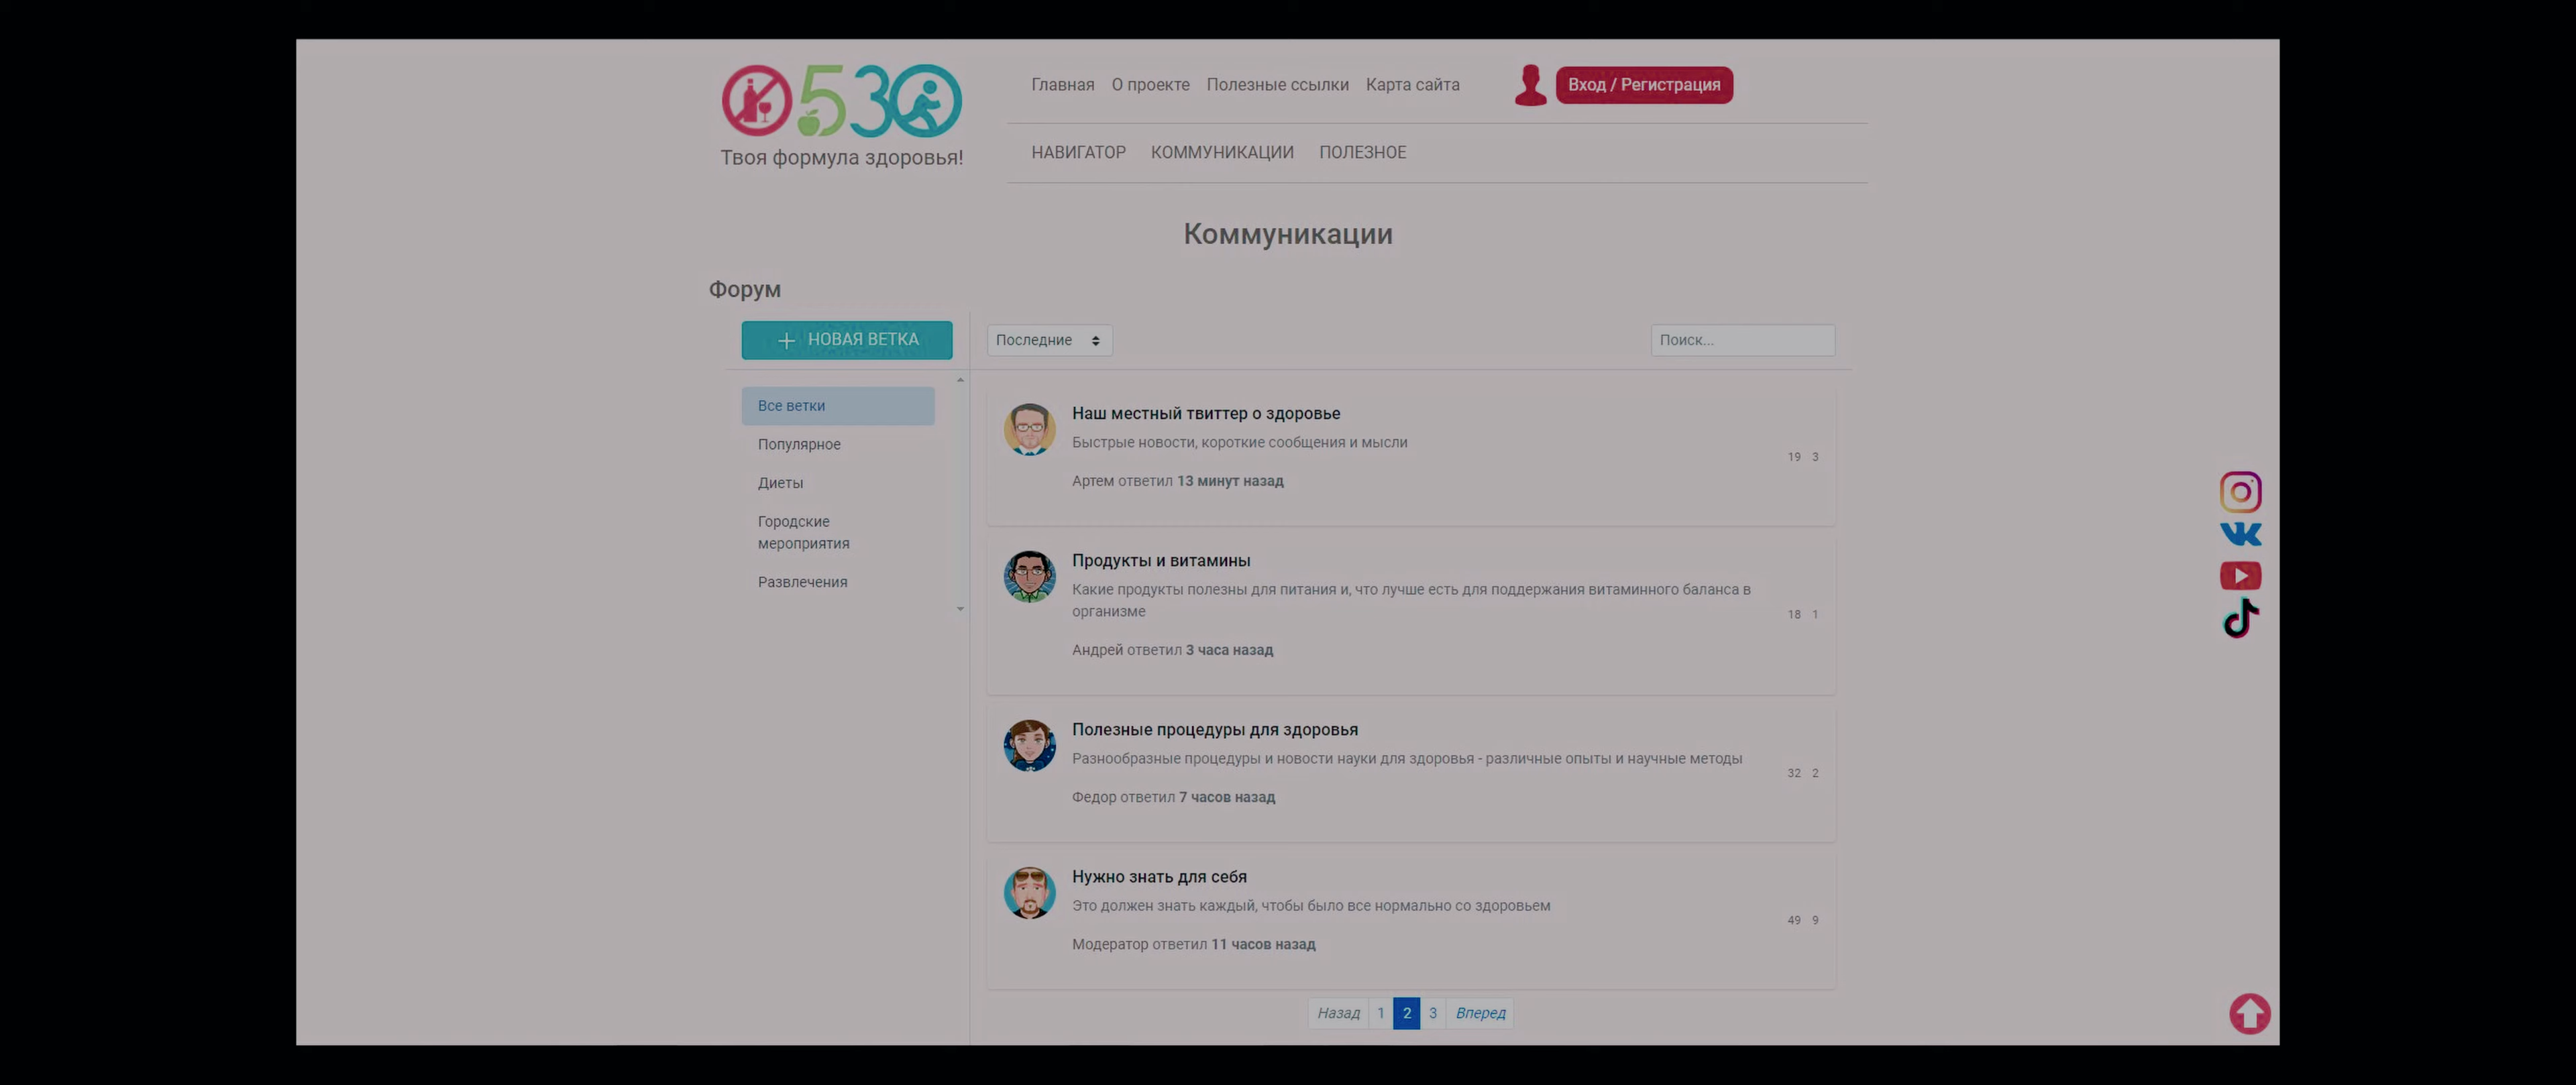 0530
Твоя формула здоровья!
Главная О проекте Полезные ссылки Карта сайта
Вход / Регистрация
НАВИГАТОР КОММУНИКАЦИИ ПОЛЕЗНОЕ
Коммуникации
Форум
НОВАЯ ВЕТКА
Все ветки
Популярное
Диеты
Городские
мероприятия
Развлечения
Последние
Поиск...
Наш местный твиттер о здоровье
Быстрые новости, короткие сообщения и мысли
19 3
Артем ответил 13 минут назад
Продукты и витамины
Какие продукты полезны для питания и, что лучше есть для поддержания витаминного баланса в
организме
18 1
Андрей ответил 3 часа назад
Полезные процедуры для здоровья
Разнообразные процедуры и новости науки для здоровья - различные опыты и научные методы
32 2
Федор ответил 7 часов назад
Нужно знать для себя
Это должен знать каждый, чтобы было все нормально со здоровьем
49 9
Модератор ответил 11 часов назад
Назад 1 2 3 Вперед